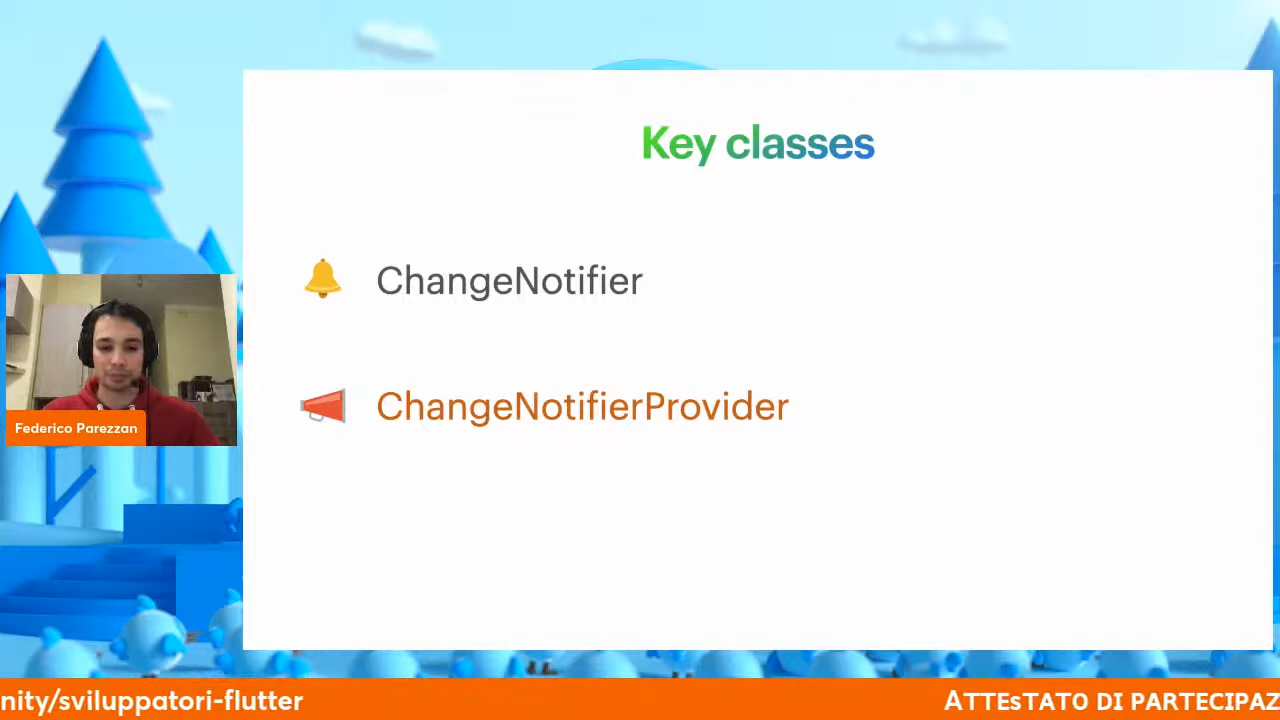 Key classes
ChangeNotifier
ChangeNotifierProvider
Federico Parezzan
nity/sviluppatori-flutter
ATTESTATO DI PARTECIPAZ